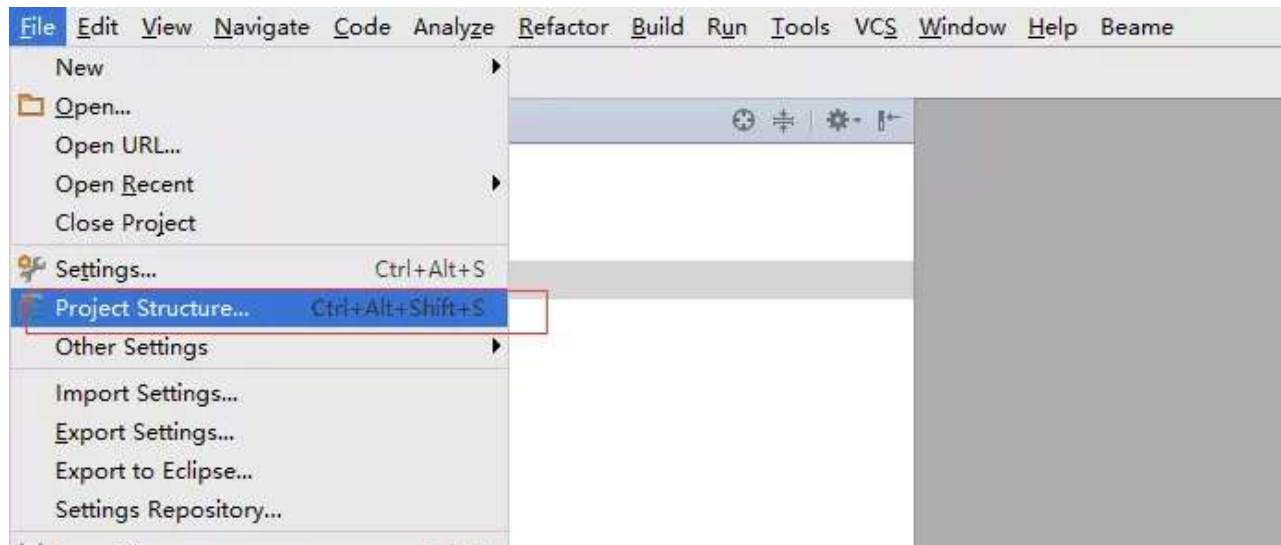 File Edit View Navigate Code Analyze Refactor Build Run Tools VCS Window Help Beame
New
Open...
Open URL...
Open Recent
Close Project
Settings... Ctrl+Alt+S
Project Structure... Ctrl+Alt+Shift+S
Other Settings
Import Settings...
Export Settings...
Export to Eclipse...
Settings Repository...